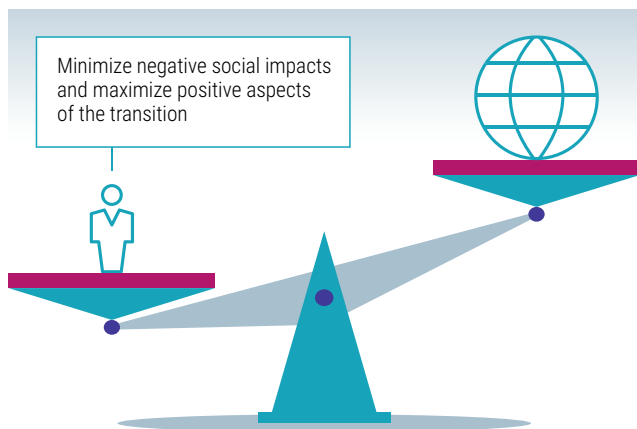 Minimize negative social impacts
and maximize positive aspects
of the transition